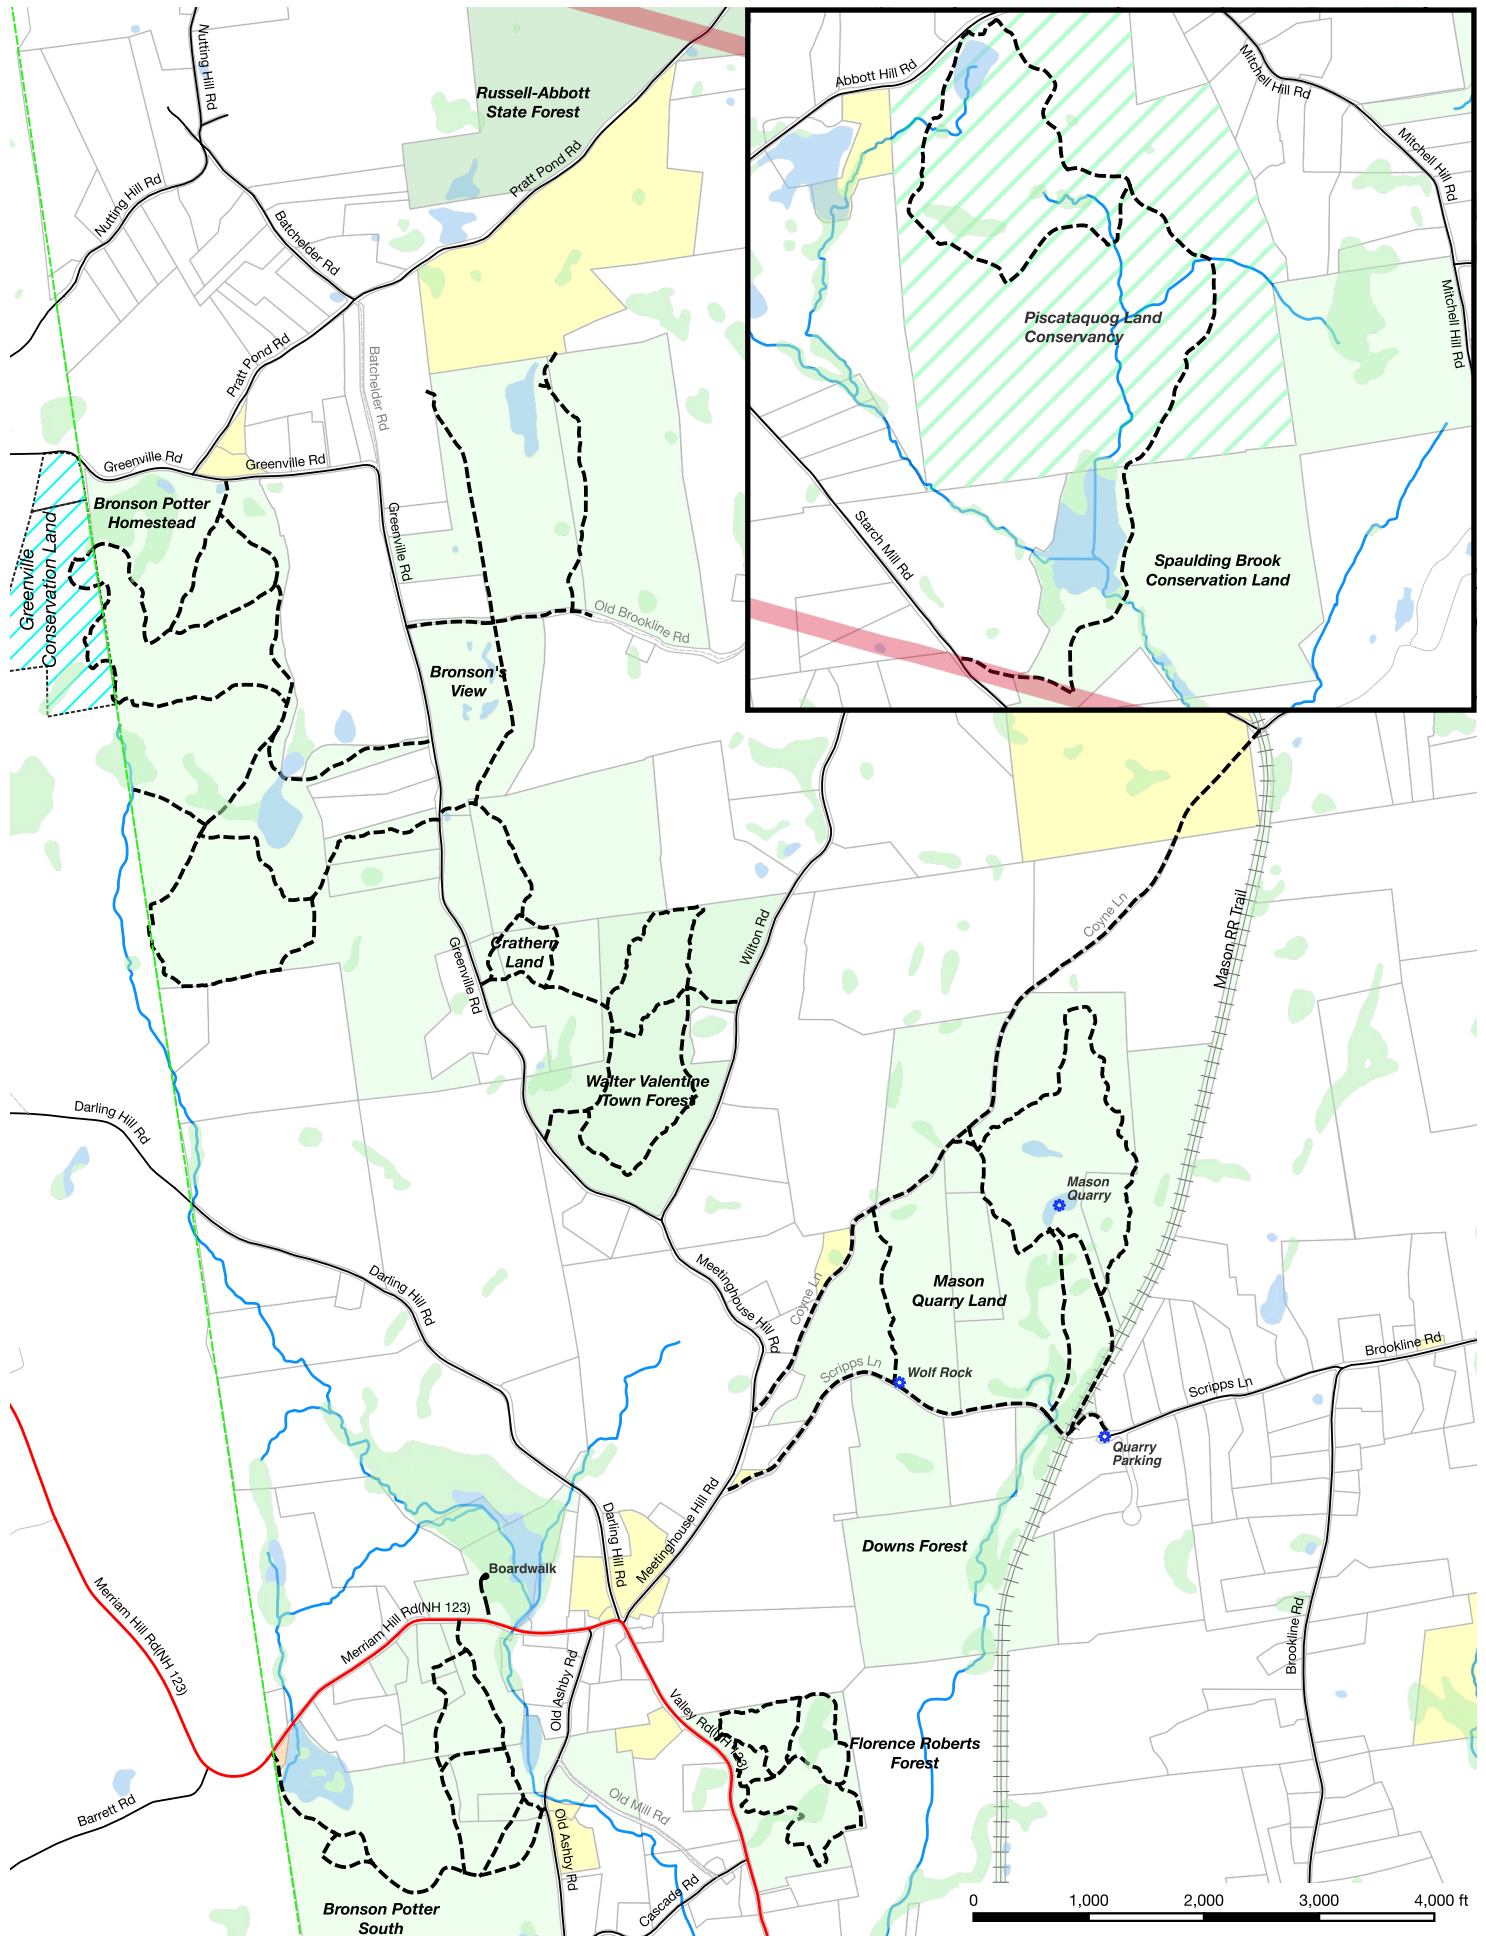 Nutting Hill Rd
Russell-Abbott
State Forest
Abbott Hill Rd
Mitchell Hill Rd
Mitchell Hill Rd
Mitchell Hill Rd
Pratt Pond Rd
Nutting Hill Rd
Batchelder Rd
Piscataquog Land
Conservancy
Pratt Pond Rd
Batchelder Rd
Greenville Rd
Greenville Rd
Bronson Potter
Homestead
Greenville Rd
Greenville
Conservation Land
Starch Mill Rd
Spaulding Brook
Conservation Land
Old Brookline Rd
Bronson's
View
Coyne Ln
Mason RR Trail
Wilton Rd
Crathern
Land
Greenville Rd
Walter Valentine
Town Forest
Darling Hill Rd
Mason
Quarry
Darling Hill Rd
Meetinghouse Hill Rd
Coyne Ln
Mason
Quarry Land
Scripps Ln
Wolf Rock
Brookline Rd
Scripps Ln
Quarry
Parking
Meetinghouse Hill Rd
Darling Hill Rd
Downs Forest
Boardwalk
Merriam Hill Rd(NH 123)
Merriam Hill Rd(NH 123)
Brookline Rd
Old Ashby Rd
Valley Rd(NH 123)
Florence Roberts
Forest
Old Mill Rd
Barrett Rd
Old Ashby Rd
Cascade Rd
Bronson Potter
South
0 1,000 2,000 3,000 4,000 ft